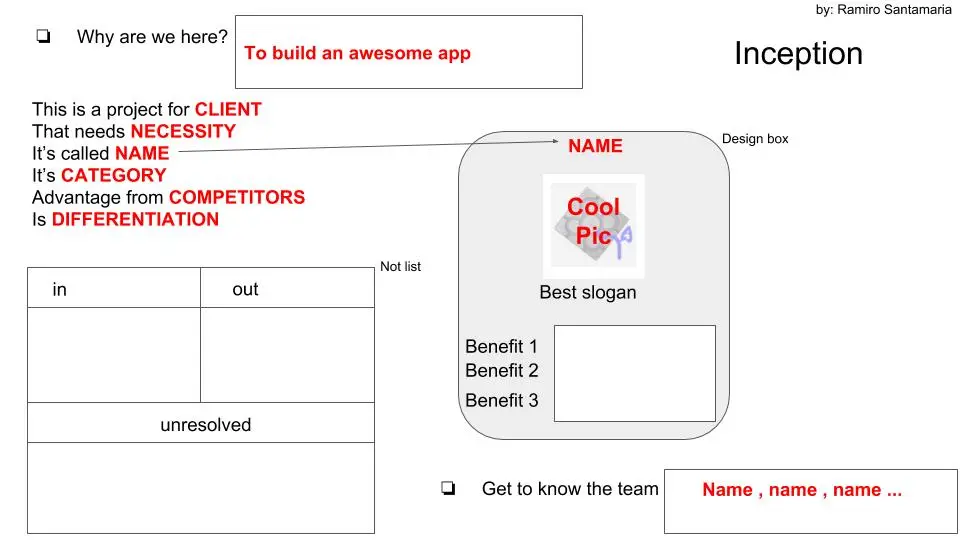 by: Ramiro Santamaria
Why are we here?
To build an awesome app
Inception
This is a project for CLIENT
That needs NECESSITY
It’s called NAME
It’s CATEGORY
Advantage from COMPETITORS
Is DIFFERENTIATION
Design box
NAME
Cool
Pic
Best slogan
Benefit 1
Benefit 2
Benefit 3
Not list
in
out
unresolved
Get to know the team
Name , name , name ...